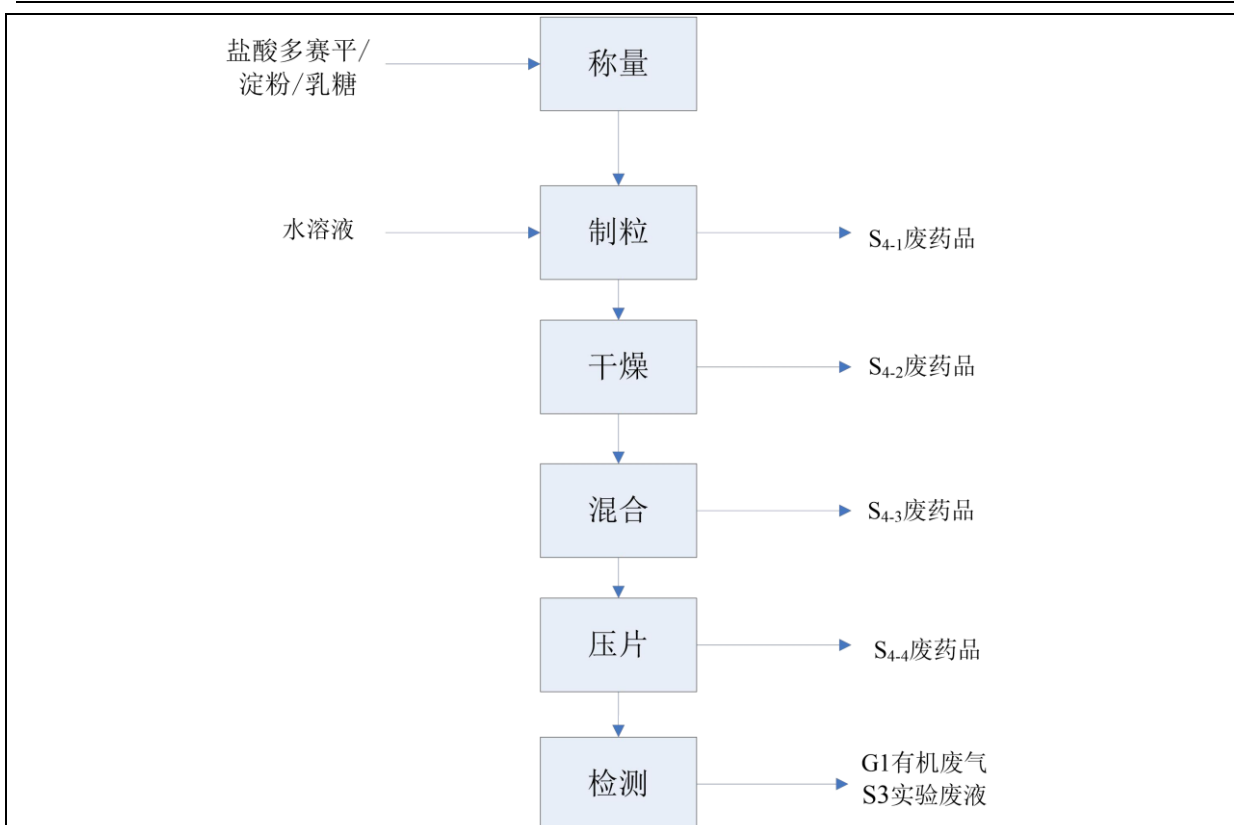 盐酸多赛平/
淀粉/乳糖
称量
水溶液
制粒
S4-1废药品
干燥
S4-2废药品
混合
S4-3废药品
压片
S4-4废药品
检测
G1有机废气
S3实验废液